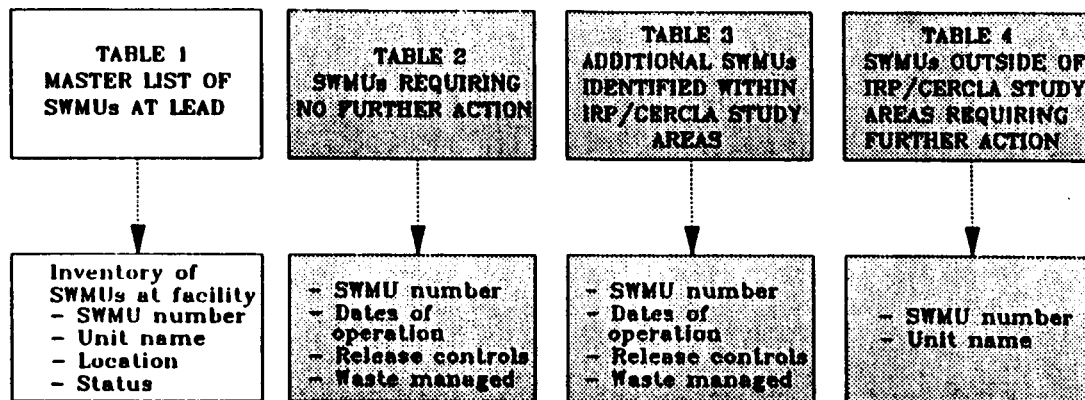 TABLE 1
MASTER LIST OF
SWMUs AT LEAD
TABLE 2
SWMUs REQUIRING
NO FURTHER ACTION
TABLE 3
ADDITIONAL SWMUs
IDENTIFIED WITHIN
IRP/CERCLA STUDY
AREAS
TABLE 4
SWMUs OUTSIDE OF
IRP/CERCLA STUDY
AREAS REQUIRING
FURTHER ACTION
Inventory of
SWMUs at facility
- SWMU number
- Unit name
- Location
- Status
- SWMU number
- Dates of
operation
- Release controls
- Waste managed
- SWMU number
- Dates of
operation
- Release controls
- Waste managed
- SWMU number
- Unit name